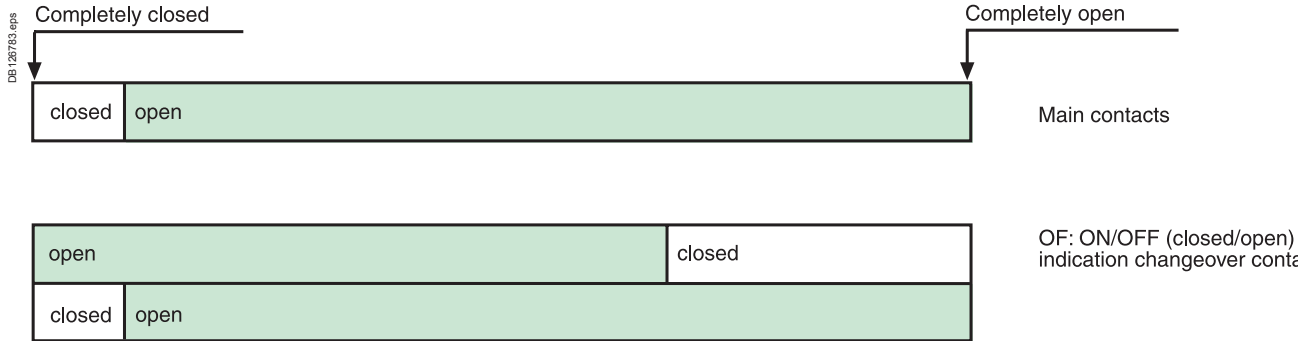 DB126783.eps
Completely closed
Completely open
closed
open
Main contacts
open
closed
OF: ON/OFF (closed/open)
indication changeover
closed
open